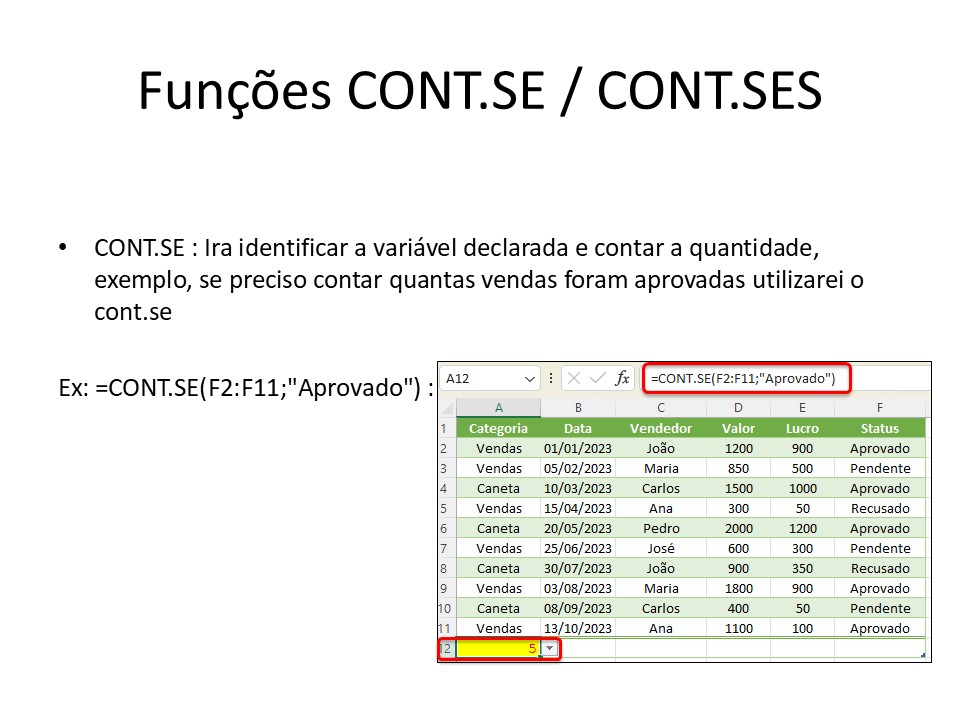 Funções CONT.SE / CONT.SES
• CONT.SE : Ira identificar a variável declarada e contar a quantidade,
exemplo, se preciso contar quantas vendas foram aprovadas utilizarei o
cont.se
Ex: =CONT.SE(F2:F11;"Aprovado") :
A12 fx =CONT.SE(F2:F11;"Aprovado")
A B C D E F
1 Categoria Data Vendedor Valor Lucro Status
2 Vendas 01/01/2023 João 1200 900 Aprovado
3 Vendas 05/02/2023 Maria 850 500 Pendente
4 Caneta 10/03/2023 Carlos 1500 1000 Aprovado
5 Vendas 15/04/2023 Ana 300 50 Recusado
6 Caneta 20/05/2023 Pedro 2000 1200 Aprovado
7 Vendas 25/06/2023 José 600 300 Pendente
8 Caneta 30/07/2023 João 900 350 Recusado
9 Vendas 03/08/2023 Maria 1800 900 Aprovado
10 Caneta 08/09/2023 Carlos 400 50 Pendente
11 Vendas 13/10/2023 Ana 1100 100 Aprovado
12 5